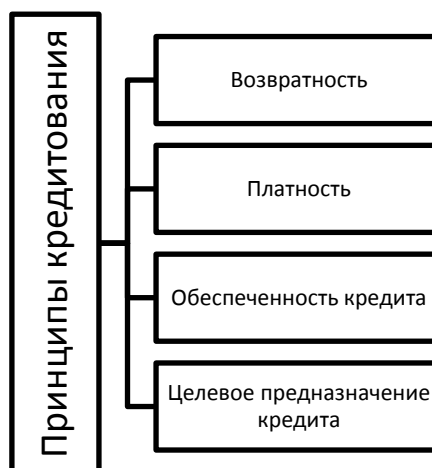 Принципы кредитования
Возвратность
Платность
Обеспеченность кредита
Целевое предназначение
кредита